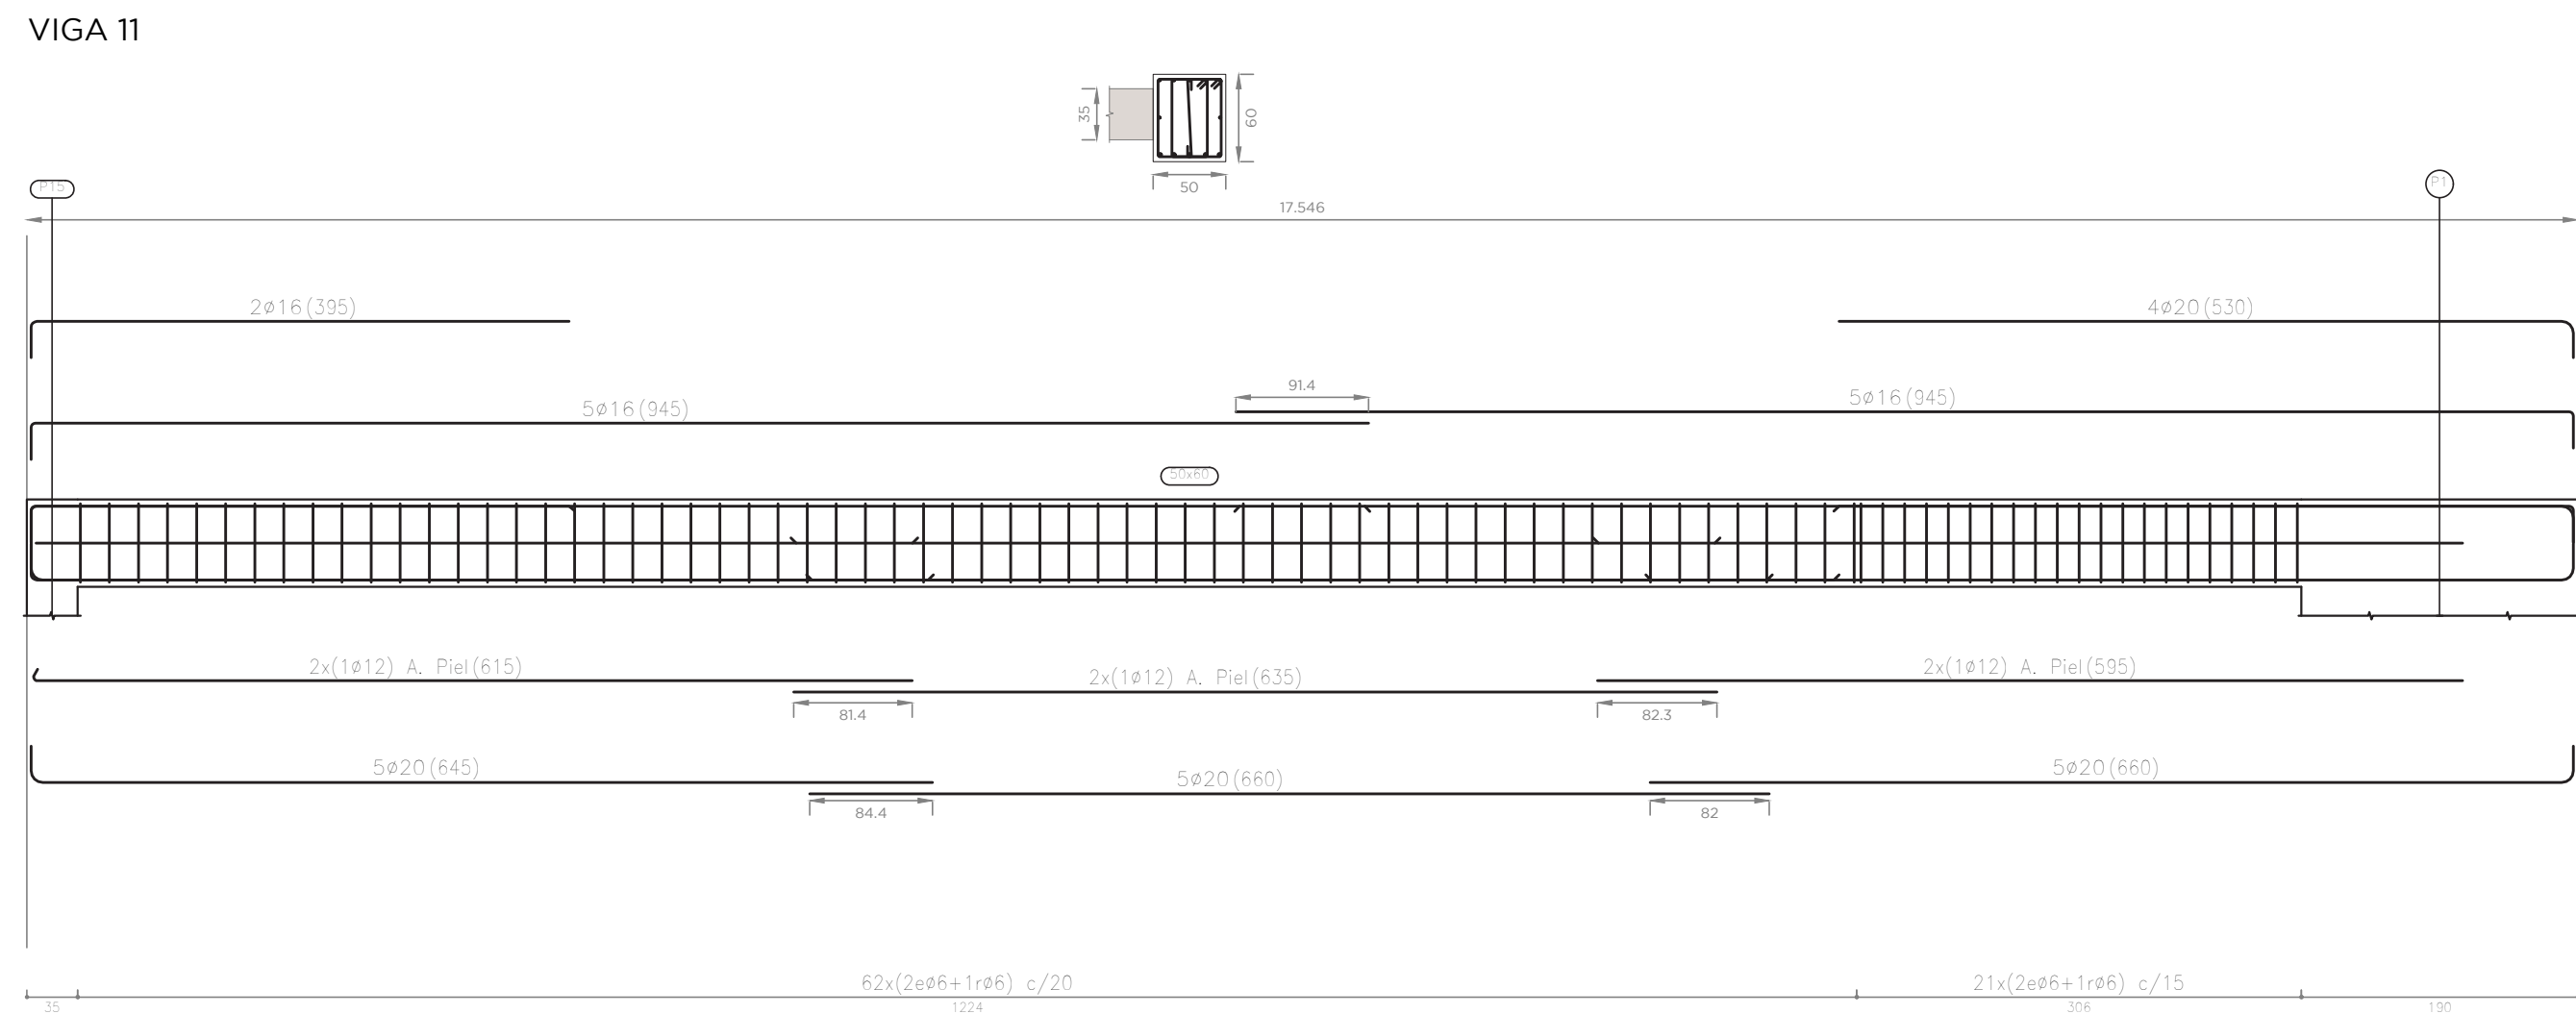 VIGA 11
35
60
50
P15
P1
17.546
2ø16(395)
4ø20(530)
91.4
5ø16(945)
5ø16(945)
50x60
2x(1ø12) A. Piel(615)
2x(1ø12) A. Piel(635)
2x(1ø12) A. Piel(595)
81.4
82.3
5ø20(645)
5ø20(660)
5ø20(660)
84.4
82
62x(2eø6+1rø6) c/20
21x(2eø6+1rø6) c/15
35
1224
306
190